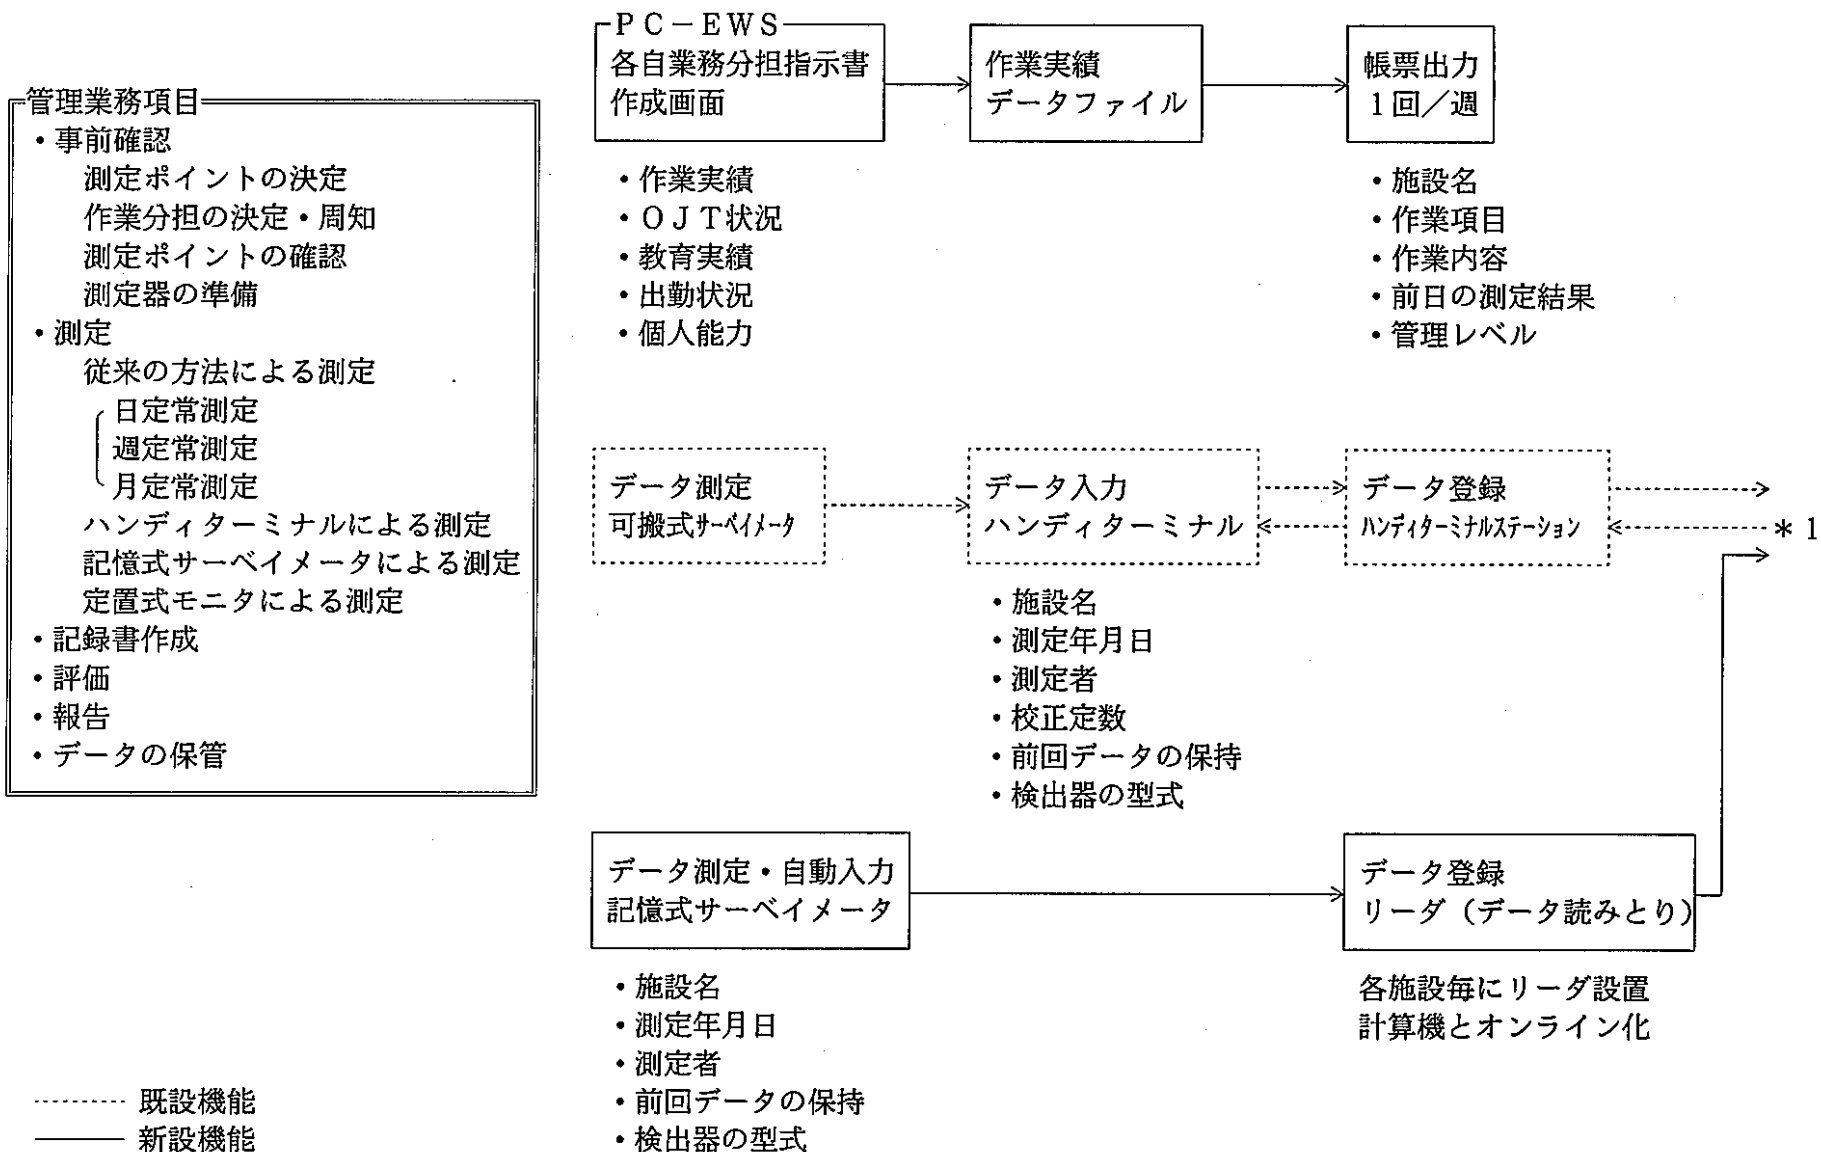 管理業務項目
・事前確認
測定ポイントの決定
作業分担の決定・周知
測定ポイントの確認
測定器の準備
・測定
従来の方法による測定
日定常測定
週定常測定
月定常測定
ハンディターミナルによる測定
記憶式サーベイメータによる測定
定置式モニタによる測定
・記録書作成
・評価
・報告
・データの保管
PC－EWS
各自業務分担指示書
作成画面
・作業実績
・OJT状況
・教育実績
・出勤状況
・個人能力
作業実績
データファイル
帳票出力
1回／週
・施設名
・作業項目
・作業内容
・前日の測定結果
・管理レベル
データ測定
可搬式ｻｰﾍﾞｲﾒｰﾀ
データ入力
ハンディターミナル
・施設名
・測定年月日
・測定者
・校正定数
・前回データの保持
・検出器の型式
データ登録
ﾊﾝﾃﾞｨﾀｰﾐﾅﾙｽﾃｰｼｮﾝ
＊1
データ測定・自動入力
記憶式サーベイメータ
・施設名
・測定年月日
・測定者
・前回データの保持
・検出器の型式
データ登録
リーダ（データ読みとり）
各施設毎にリーダ設置
計算機とオンライン化
既設機能
新設機能